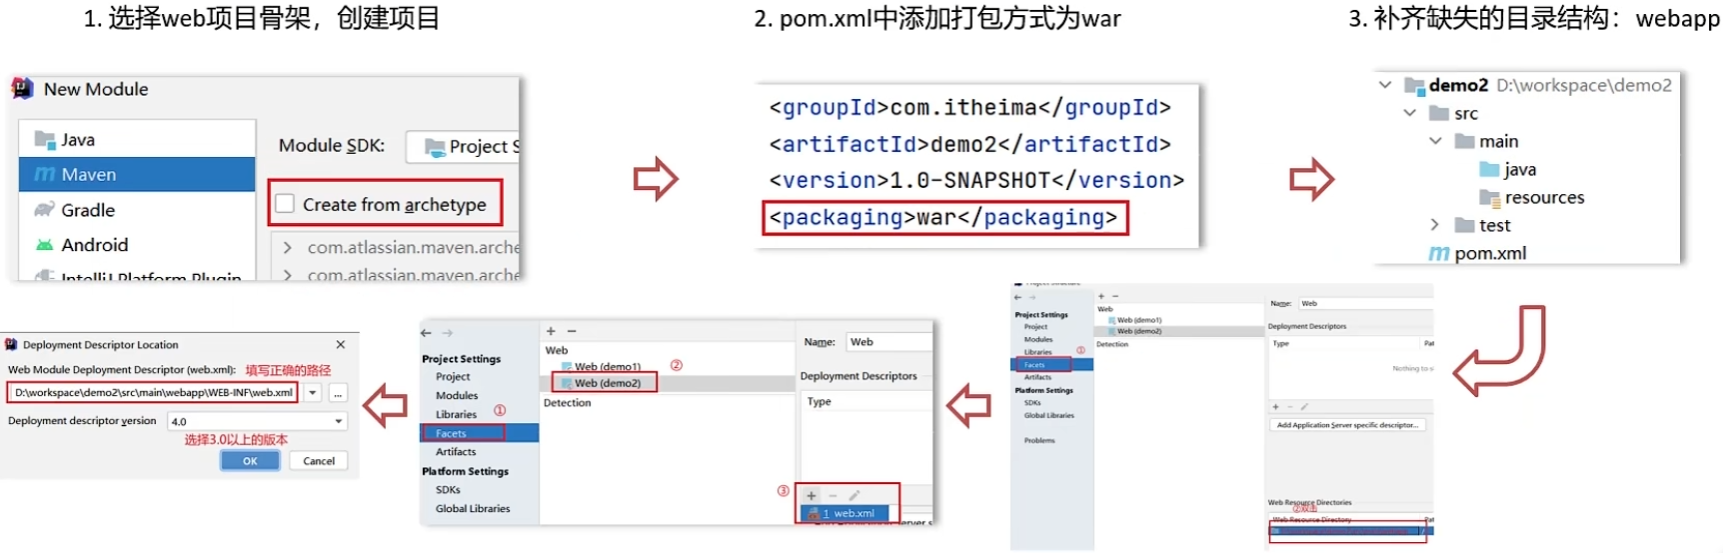 1. 选择web项目骨架，创建项目
2. pom.xml中添加打包方式为war
3. 补齐缺失的目录结构：webapp
New Module
Java
Maven
Gradle
Android
IntelliJ Platform Plugin
Module SDK:
Project S
Create from archetype
com.atlassian.maven.arche
com.atlassian.maven.arche
<groupId>com.itheima</groupId>
<artifactId>demo2</artifactId>
<version>1.0-SNAPSHOT</version>
<packaging>war</packaging>
demo2 D:\workspace\demo2
src
main
java
resources
test
pom.xml
Project Structure
Project Settings
Project
Modules
Libraries
Facets
Artifacts
Platform Settings
SDKs
Global Libraries
Problems
Web
Web (demo1)
Web (demo2)
Detection
Name: Web
Deployment Descriptors
Type
Nothing to s
Add Application Server specific descriptor...
Web Resource Directories
②双击
Web Resource Directory
Project Settings
Project
Modules
Libraries ①
Facets
Artifacts
Platform Settings
SDKs
Global Libraries
Web
Web (demo1) ②
Web (demo2)
Detection
Name: Web
Deployment Descriptors
Type
③
1 web.xml
Deployment Descriptor Location
Web Module Deployment Descriptor (web.xml): 填写正确的路径
D:\workspace\demo2\src\main\webapp\WEB-INF\web.xml
...
Deployment descriptor version 4.0
选择3.0以上的版本
OK Cancel